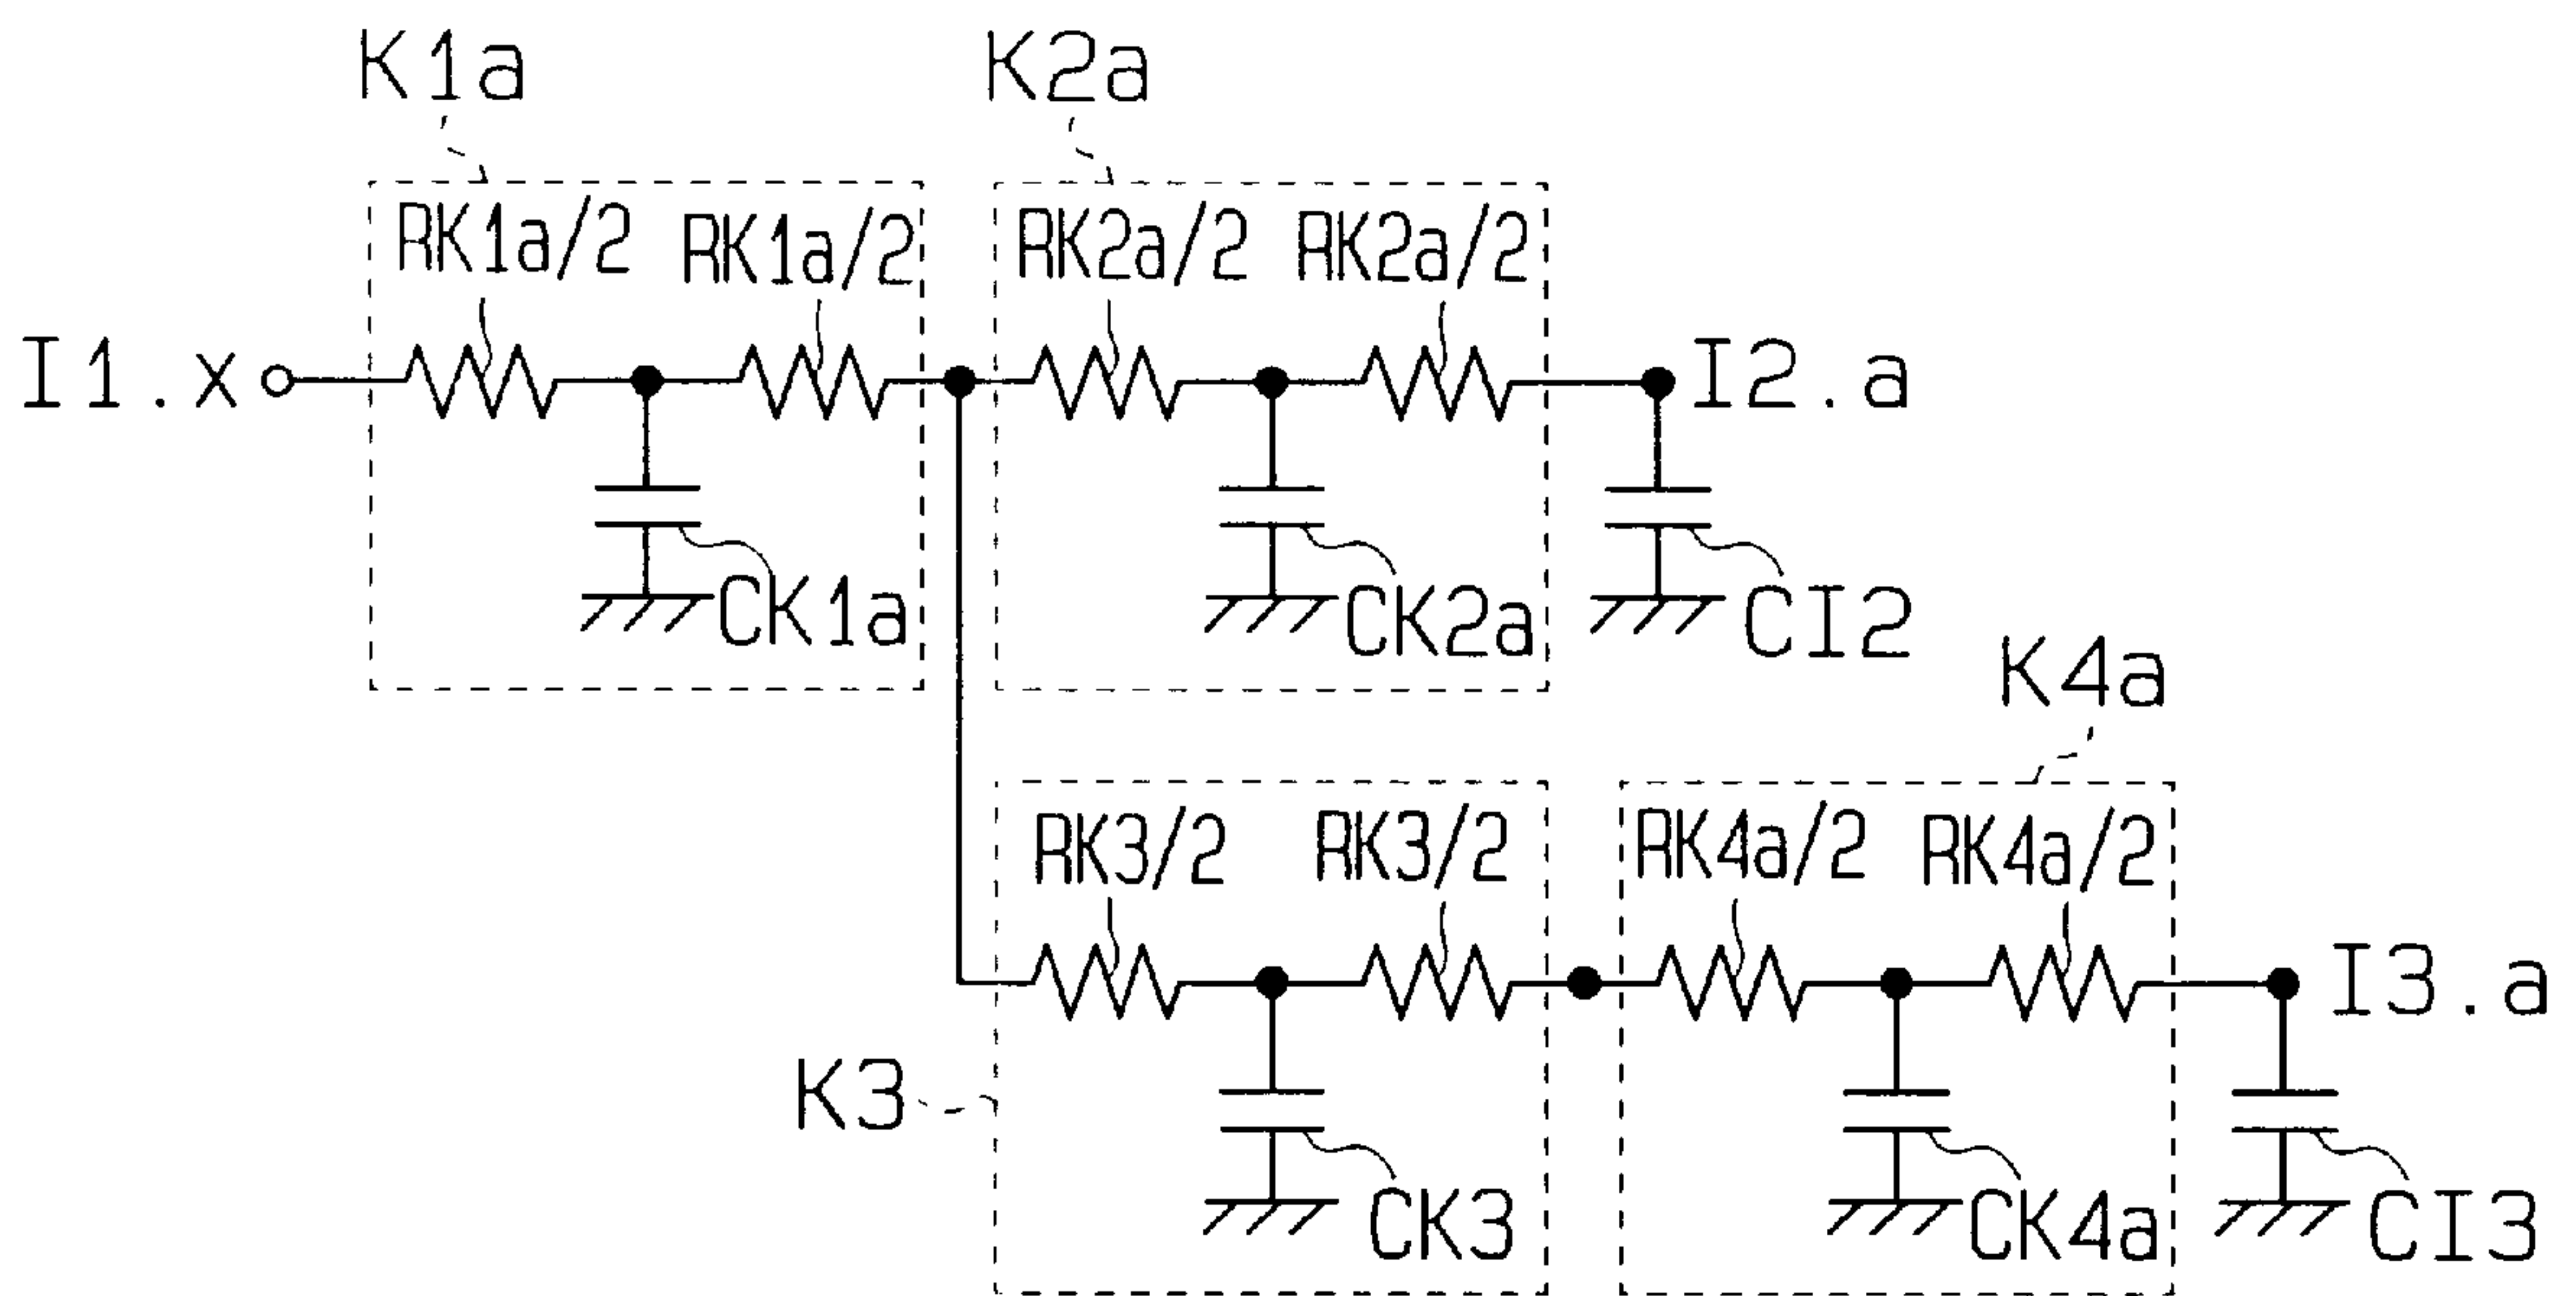 K1a
K2a
RK1a/2
RK1a/2
RK2a/2
RK2a/2
I1.x
I2.a
CK1a
CK2a
CI2
K4a
RK3/2
RK3/2
RK4a/2
RK4a/2
I3.a
K3
CK3
CK4a
CI3